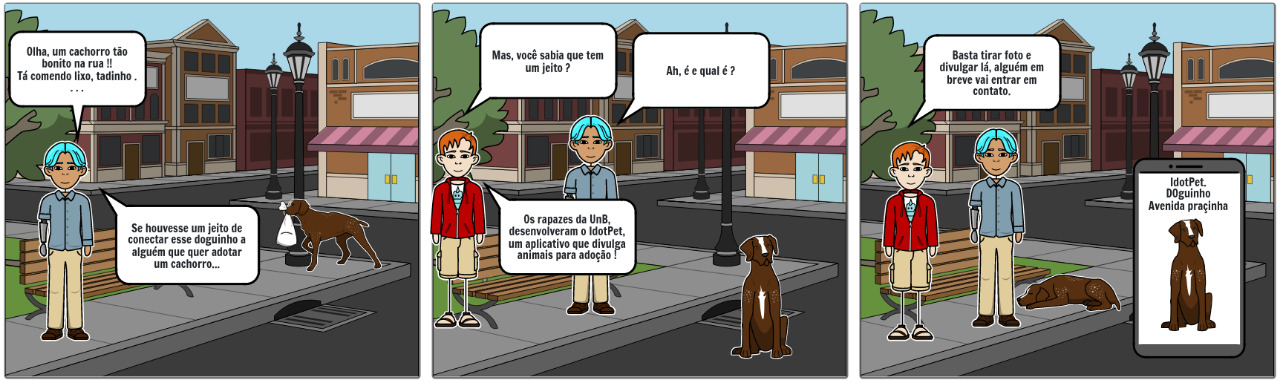 Olha, um cachorro tão
bonito na rua !!
Tá comendo lixo, tadinho .
. . .
Se houvesse um jeito de
conectar esse doguinho a
alguém que quer adotar
um cachorro...
Mas, você sabia que tem
um jeito ?
Ah, é e qual é ?
Os rapazes da UnB,
desenvolveram o IdotPet,
um aplicativo que divulga
animais para adoção !
Basta tirar foto e
divulgar lá, alguém em
breve vai entrar em
contato.
IdotPet.
DOguinho
Avenida praçinha